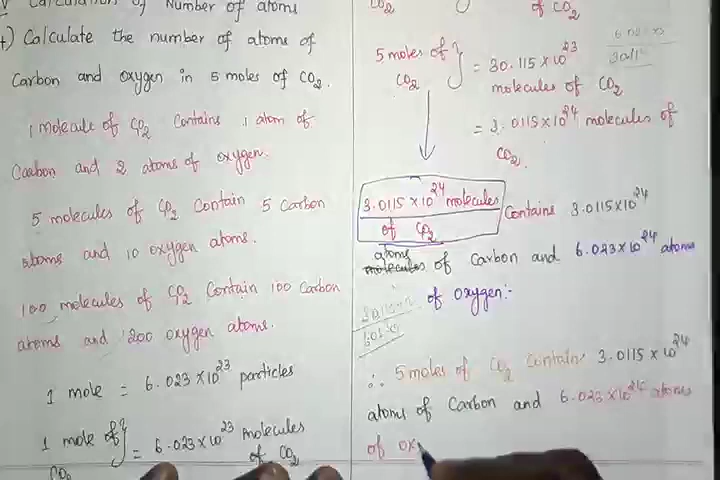 Calculation of Number of atoms
Calculate the number of atoms of
Carbon and oxygen in 5 moles of CO2.
1 molecule of CO2 Contains 1 atom of
Carbon and 2 atoms of oxygen.
5 molecules of CO2 Contain 5 Carbon
atoms and 10 oxygen atoms.
100 molecules of CO2 Contain 100 Carbon
atoms and 200 oxygen atoms.
1 mole = 6.023 X 10^23 particles
1 mole of } = 6.023 x 10^23 molecules
CO2 of CO2
CO2 of CO2
5 moles of } = 30.115 x 10^23
CO2 molecules of CO2
= 3.0115 x 10^24 molecules of
CO2.
3.0115 x 10^24 molecules Contains 3.0115 x 10^24
of CO2
atoms
molecules of Carbon and 6.023 x 10^24 atoms
of oxygen:-
∴ 5 moles of CO2 Contains 3.0115 x 10^24
atoms of Carbon and 6.023 x 10^24 atoms
of ox